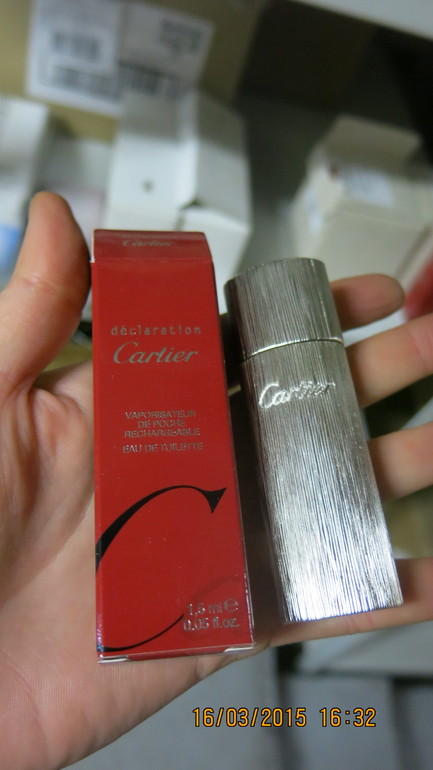 Cartier
déclaration
Cartier
VAPORISATEUR
DE POCHE
RECHARGEABLE
EAU DE TOILETTE
1,5 ml ℮
0.05 fl.oz.
Cartier
16/03/2015 16:32